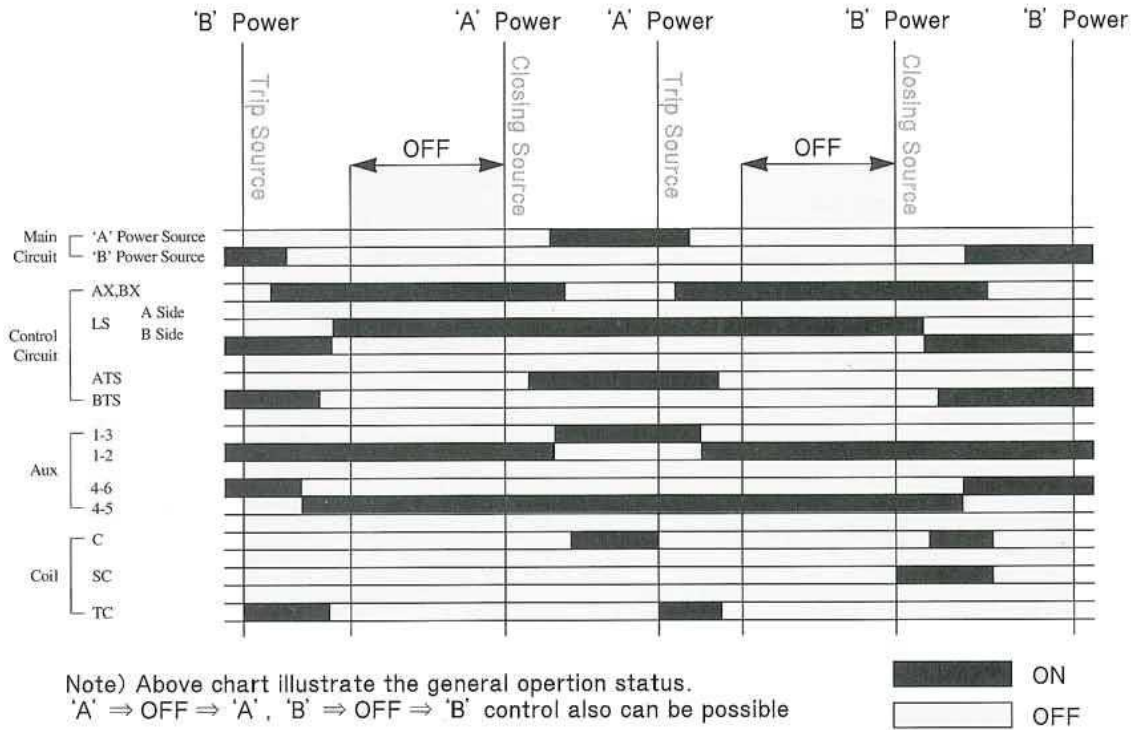 'B' Power 'A' Power 'A' Power 'B' Power 'B' Power
Trip Source
Closing Source
Trip Source
Closing Source
OFF OFF
Main Circuit
'A' Power Source
'B' Power Source
Control Circuit
AX,BX
LS A Side
B Side
ATS
BTS
Aux
1-3
1-2
4-6
4-5
Coil
C
SC
TC
Note) Above chart illustrate the general opertion status.
'A' ⇒ OFF ⇒ 'A', 'B' ⇒ OFF ⇒ 'B' control also can be possible
ON
OFF